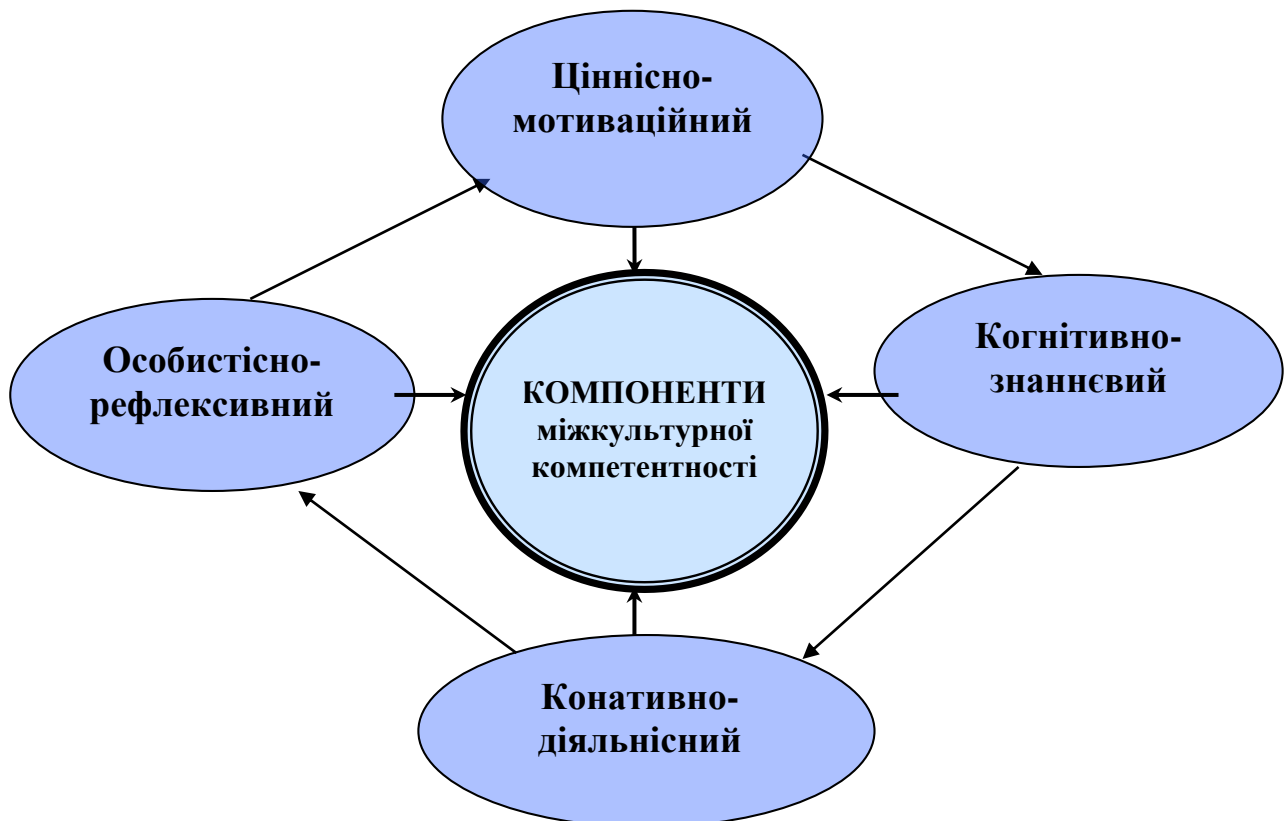 Ціннісно-
мотиваційний
Особистісно-
рефлексивний
КОМПОНЕНТИ
міжкультурної
компетентності
Когнітивно-
знаннєвий
Конативно-
діяльнісний